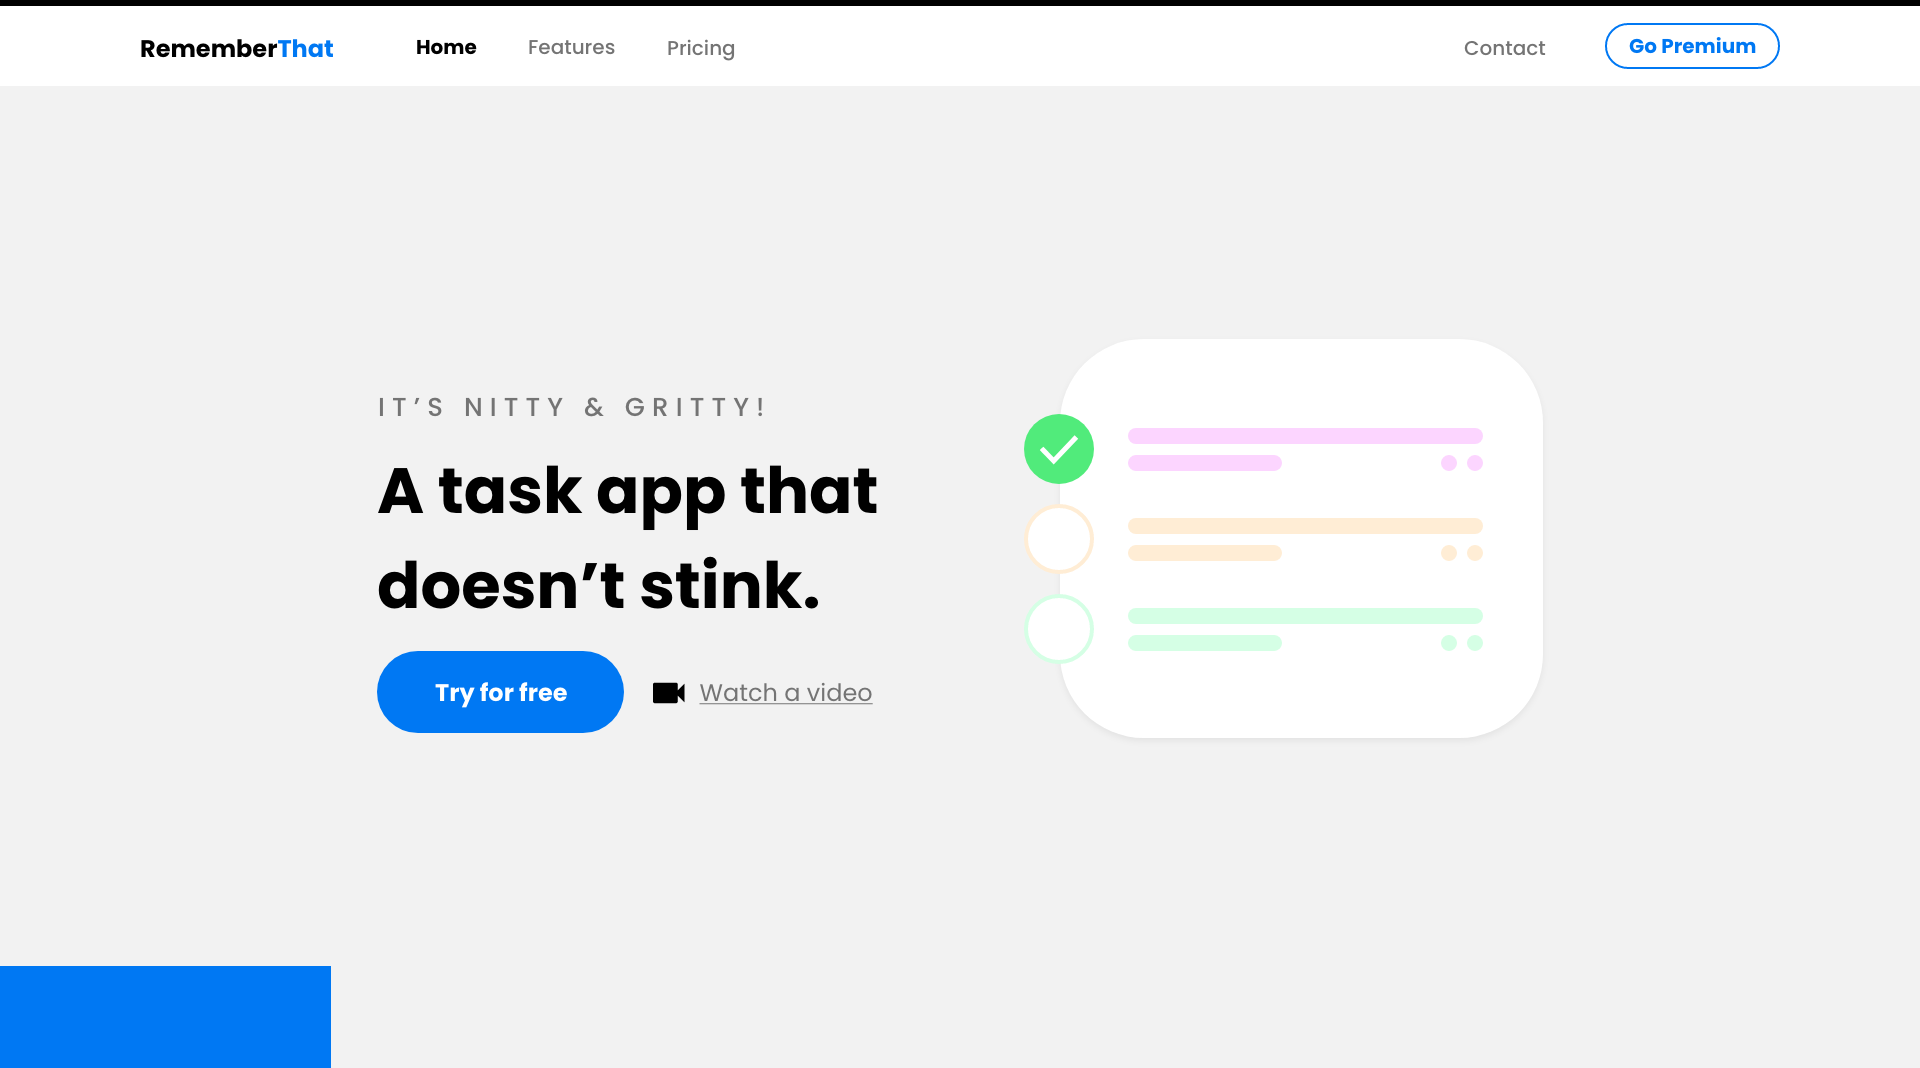 RememberThat
Home
Features
Pricing
Contact
Go Premium
IT’S NITTY & GRITTY!
A task app that
doesn’t stink.
Try for free
Watch a video